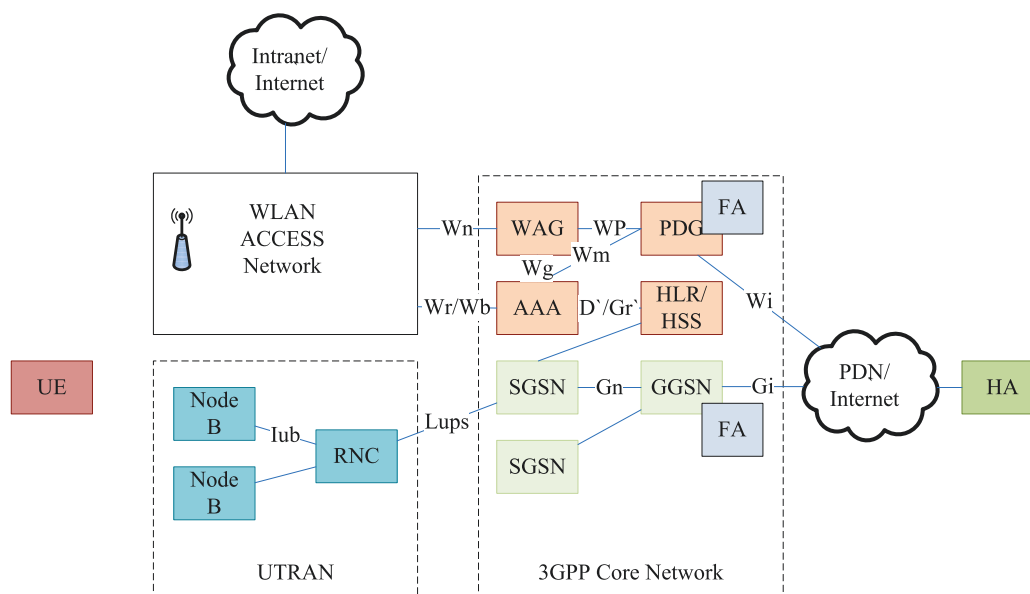 Intranet/
Internet
WLAN
ACCESS
Network
Wn
WAG
WP
PDG
FA
Wm
Wg
Wr/Wb
AAA
D`/Gr`
HLR/
HSS
Wi
UE
Node
B
Iub
Node
B
RNC
Lups
SGSN
Gn
GGSN
Gi
FA
SGSN
PDN/
Internet
HA
UTRAN
3GPP Core Network